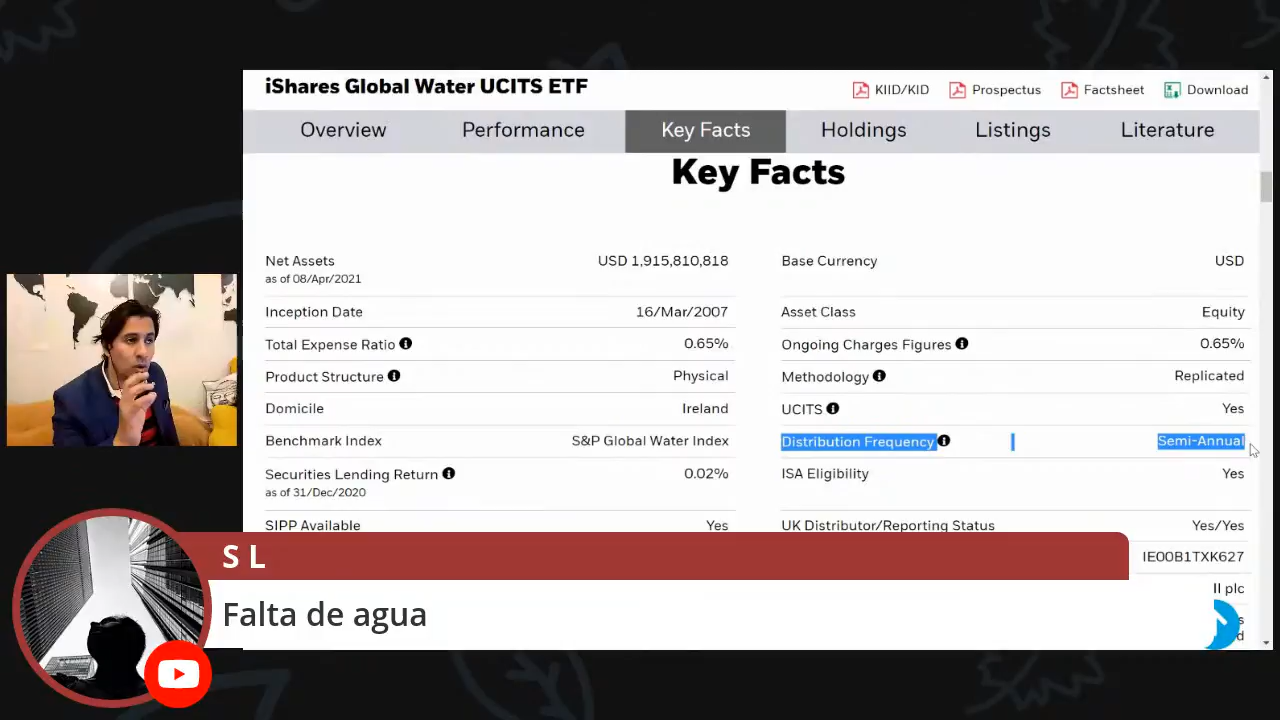 iShares Global Water UCITS ETF
KIID/KID Prospectus Factsheet Download
Overview Performance Key Facts Holdings Listings Literature
Key Facts
Net Assets USD 1,915,810,818
as of 08/Apr/2021
Base Currency USD
Inception Date 16/Mar/2007
Asset Class Equity
Total Expense Ratio 0.65%
Ongoing Charges Figures 0.65%
Product Structure Physical
Methodology Replicated
Domicile Ireland
UCITS Yes
Benchmark Index S&P Global Water Index
Distribution Frequency Semi-Annual
Securities Lending Return 0.02%
as of 31/Dec/2020
ISA Eligibility Yes
SIPP Available Yes
UK Distributor/Reporting Status Yes/Yes
IE00B1TXK627
II plc
S L
Falta de agua